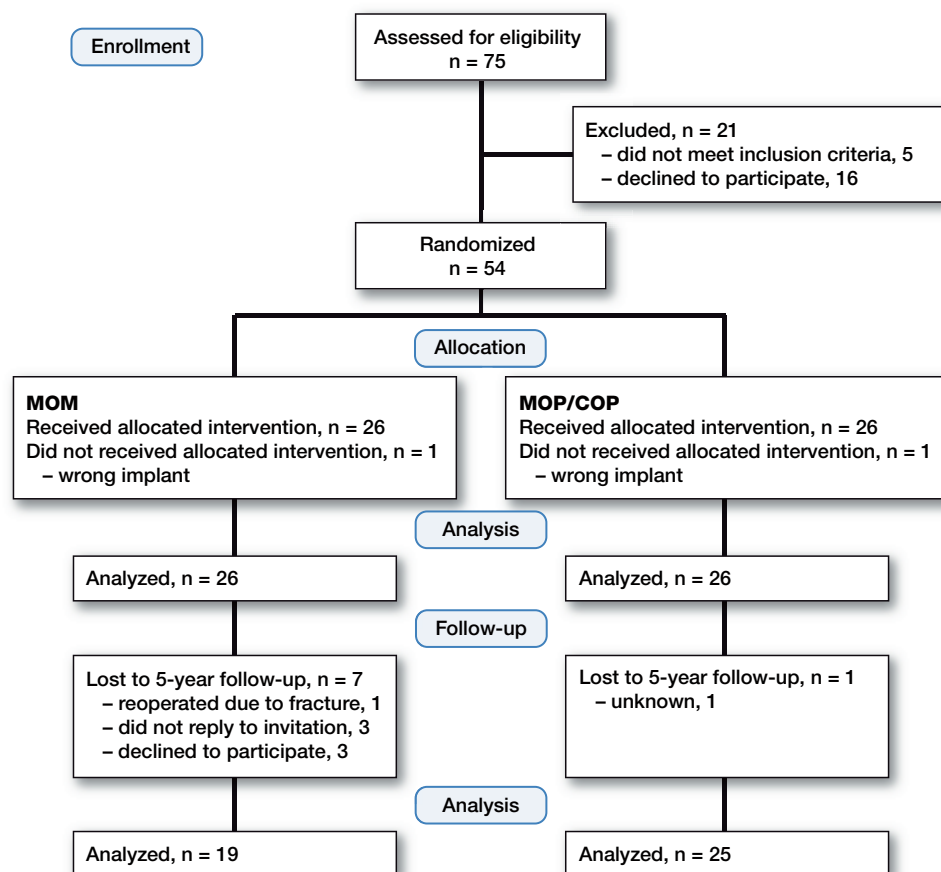 Enrollment
Assessed for eligibility
n = 75
Excluded, n = 21
– did not meet inclusion criteria, 5
– declined to participate, 16
Randomized
n = 54
Allocation
MOM
Received allocated intervention, n = 26
Did not received allocated intervention, n = 1
– wrong implant
MOP/COP
Received allocated intervention, n = 26
Did not received allocated intervention, n = 1
– wrong implant
Analysis
Analyzed, n = 26
Analyzed, n = 26
Follow-up
Lost to 5-year follow-up, n = 7
– reoperated due to fracture, 1
– did not reply to invitation, 3
– declined to participate, 3
Lost to 5-year follow-up, n = 1
– unknown, 1
Analysis
Analyzed, n = 19
Analyzed, n = 25